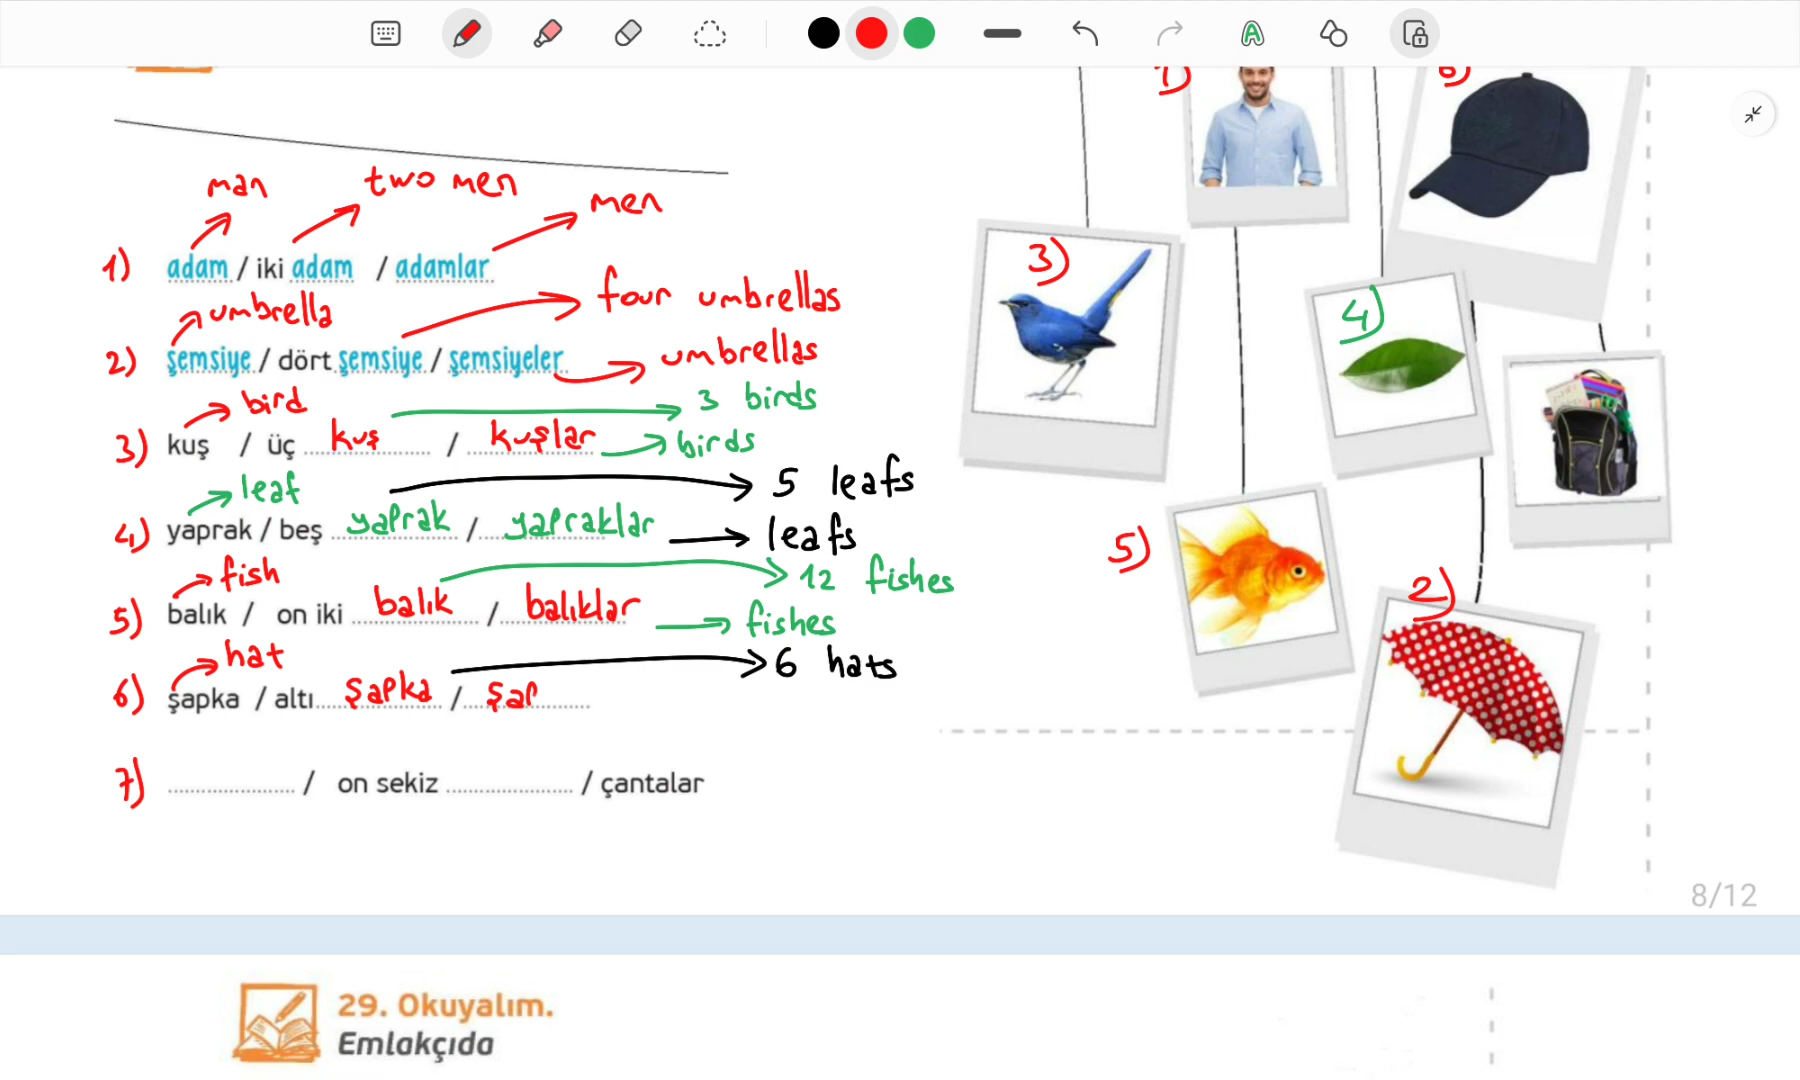 1)
6)
man
two men
men
1) adam / iki adam / adamlar
umbrella
four umbrellas
2) şemsiye / dört şemsiye / şemsiyeler
umbrellas
bird
3 birds
3) kuş / üç kuş / kuşlar
birds
leaf
5 leafs
4) yaprak / beş yaprak / yapraklar
leafs
fish
12 fishes
5) balık / on iki balık / balıklar
fishes
hat
6 hats
6) şapka / altı şapka / şap
7) .................... / on sekiz .................... / çantalar
3)
4)
5)
2)
8/12
29. Okuyalım.
Emlakçıda